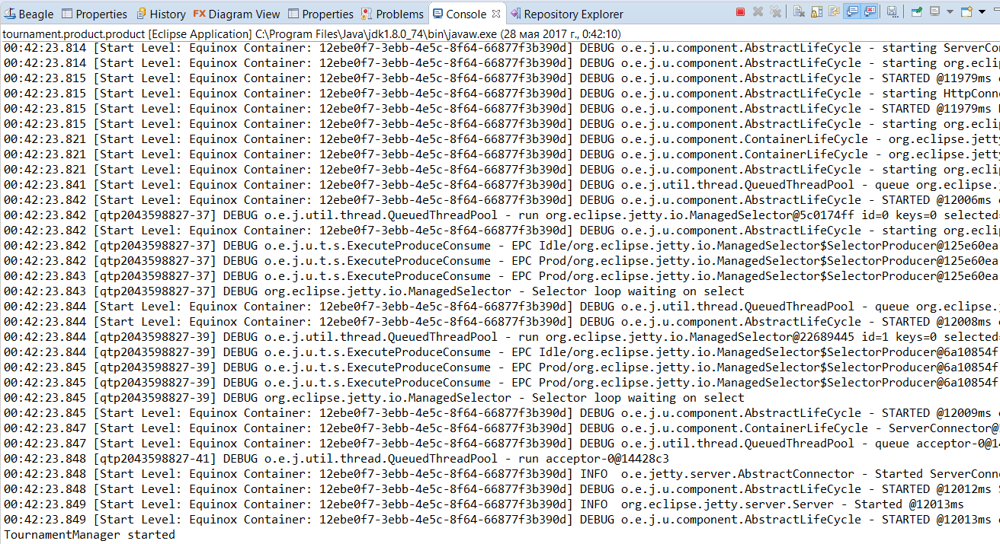 Beagle Properties History FX Diagram View Properties Problems Console Repository Explorer
tournament.product.product [Eclipse Application] C:\Program Files\Java\jdk1.8.0_74\bin\javaw.exe (28 мая 2017 г., 0:42:10)
00:42:23.814 [Start Level: Equinox Container: 12ebe0f7-3ebb-4e5c-8f64-66877f3b390d] DEBUG o.e.j.u.component.AbstractLifeCycle - starting ServerCon
00:42:23.814 [Start Level: Equinox Container: 12ebe0f7-3ebb-4e5c-8f64-66877f3b390d] DEBUG o.e.j.u.component.AbstractLifeCycle - starting org.ecli
00:42:23.815 [Start Level: Equinox Container: 12ebe0f7-3ebb-4e5c-8f64-66877f3b390d] DEBUG o.e.j.u.component.AbstractLifeCycle - STARTED @11979ms
00:42:23.815 [Start Level: Equinox Container: 12ebe0f7-3ebb-4e5c-8f64-66877f3b390d] DEBUG o.e.j.u.component.AbstractLifeCycle - starting HttpConn
00:42:23.815 [Start Level: Equinox Container: 12ebe0f7-3ebb-4e5c-8f64-66877f3b390d] DEBUG o.e.j.u.component.AbstractLifeCycle - STARTED @11979ms
00:42:23.815 [Start Level: Equinox Container: 12ebe0f7-3ebb-4e5c-8f64-66877f3b390d] DEBUG o.e.j.u.component.AbstractLifeCycle - starting org.ecli
00:42:23.821 [Start Level: Equinox Container: 12ebe0f7-3ebb-4e5c-8f64-66877f3b390d] DEBUG o.e.j.u.component.ContainerLifeCycle - org.eclipse.jett
00:42:23.821 [Start Level: Equinox Container: 12ebe0f7-3ebb-4e5c-8f64-66877f3b390d] DEBUG o.e.j.u.component.ContainerLifeCycle - org.eclipse.jett
00:42:23.821 [Start Level: Equinox Container: 12ebe0f7-3ebb-4e5c-8f64-66877f3b390d] DEBUG o.e.j.u.component.AbstractLifeCycle - starting org.ecli
00:42:23.841 [Start Level: Equinox Container: 12ebe0f7-3ebb-4e5c-8f64-66877f3b390d] DEBUG o.e.j.util.thread.QueuedThreadPool - queue org.eclipse.
00:42:23.842 [Start Level: Equinox Container: 12ebe0f7-3ebb-4e5c-8f64-66877f3b390d] DEBUG o.e.j.u.component.AbstractLifeCycle - STARTED @12006ms
00:42:23.842 [qtp2043598827-37] DEBUG o.e.j.util.thread.QueuedThreadPool - run org.eclipse.jetty.io.ManagedSelector@5c0174ff id=0 keys=0 selected=
00:42:23.842 [Start Level: Equinox Container: 12ebe0f7-3ebb-4e5c-8f64-66877f3b390d] DEBUG o.e.j.u.component.AbstractLifeCycle - starting org.ecli
00:42:23.842 [qtp2043598827-37] DEBUG o.e.j.u.t.s.ExecuteProduceConsume - EPC Idle/org.eclipse.jetty.io.ManagedSelector$SelectorProducer@125e60ea
00:42:23.842 [qtp2043598827-37] DEBUG o.e.j.u.t.s.ExecuteProduceConsume - EPC Prod/org.eclipse.jetty.io.ManagedSelector$SelectorProducer@125e60ea
00:42:23.843 [qtp2043598827-37] DEBUG o.e.j.u.t.s.ExecuteProduceConsume - EPC Prod/org.eclipse.jetty.io.ManagedSelector$SelectorProducer@125e60ea
00:42:23.843 [qtp2043598827-37] DEBUG org.eclipse.jetty.io.ManagedSelector - Selector loop waiting on select
00:42:23.844 [Start Level: Equinox Container: 12ebe0f7-3ebb-4e5c-8f64-66877f3b390d] DEBUG o.e.j.util.thread.QueuedThreadPool - queue org.eclipse.
00:42:23.844 [Start Level: Equinox Container: 12ebe0f7-3ebb-4e5c-8f64-66877f3b390d] DEBUG o.e.j.u.component.AbstractLifeCycle - STARTED @12008ms
00:42:23.844 [qtp2043598827-39] DEBUG o.e.j.util.thread.QueuedThreadPool - run org.eclipse.jetty.io.ManagedSelector@22689445 id=1 keys=0 selected=
00:42:23.844 [qtp2043598827-39] DEBUG o.e.j.u.t.s.ExecuteProduceConsume - EPC Idle/org.eclipse.jetty.io.ManagedSelector$SelectorProducer@6a10854f
00:42:23.845 [qtp2043598827-39] DEBUG o.e.j.u.t.s.ExecuteProduceConsume - EPC Prod/org.eclipse.jetty.io.ManagedSelector$SelectorProducer@6a10854f
00:42:23.845 [qtp2043598827-39] DEBUG o.e.j.u.t.s.ExecuteProduceConsume - EPC Prod/org.eclipse.jetty.io.ManagedSelector$SelectorProducer@6a10854f
00:42:23.845 [qtp2043598827-39] DEBUG org.eclipse.jetty.io.ManagedSelector - Selector loop waiting on select
00:42:23.845 [Start Level: Equinox Container: 12ebe0f7-3ebb-4e5c-8f64-66877f3b390d] DEBUG o.e.j.u.component.AbstractLifeCycle - STARTED @12009ms
00:42:23.847 [Start Level: Equinox Container: 12ebe0f7-3ebb-4e5c-8f64-66877f3b390d] DEBUG o.e.j.u.component.ContainerLifeCycle - ServerConnector@
00:42:23.847 [Start Level: Equinox Container: 12ebe0f7-3ebb-4e5c-8f64-66877f3b390d] DEBUG o.e.j.util.thread.QueuedThreadPool - queue acceptor-0@14
00:42:23.848 [qtp2043598827-41] DEBUG o.e.j.util.thread.QueuedThreadPool - run acceptor-0@14428c3
00:42:23.848 [Start Level: Equinox Container: 12ebe0f7-3ebb-4e5c-8f64-66877f3b390d] INFO  o.e.jetty.server.AbstractConnector - Started ServerConn
00:42:23.848 [Start Level: Equinox Container: 12ebe0f7-3ebb-4e5c-8f64-66877f3b390d] DEBUG o.e.j.u.component.AbstractLifeCycle - STARTED @12012ms
00:42:23.849 [Start Level: Equinox Container: 12ebe0f7-3ebb-4e5c-8f64-66877f3b390d] INFO  org.eclipse.jetty.server.Server - Started @12013ms
00:42:23.849 [Start Level: Equinox Container: 12ebe0f7-3ebb-4e5c-8f64-66877f3b390d] DEBUG o.e.j.u.component.AbstractLifeCycle - STARTED @12013ms
TournamentManager started